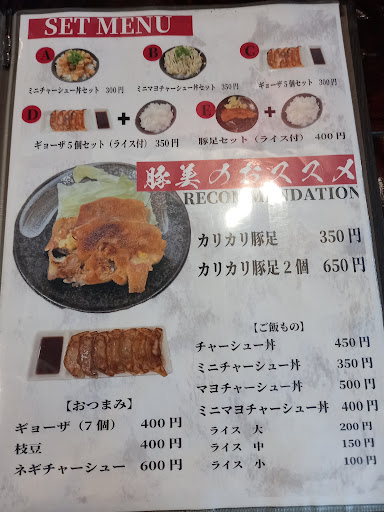 SET MENU
A
B
C
ミニチャーシュー丼セット 300円
ミニマヨチャーシュー丼セット 350円
ギョーザ5個セット 300円
D
E
+
+
ギョーザ5個セット(ライス付) 350円
豚足セット(ライス付) 400円
豚美のおススメ
RECOMMENDATION
カリカリ豚足 350円
カリカリ豚足2個 650円
【おつまみ】
ギョーザ(7個) 400円
枝豆 400円
ネギチャーシュー 600円
【ご飯もの】
チャーシュー丼 450円
ミニチャーシュー丼 350円
マヨチャーシュー丼 500円
ミニマヨチャーシュー丼 400円
ライス 大 200円
ライス 中 150円
ライス 小 100円